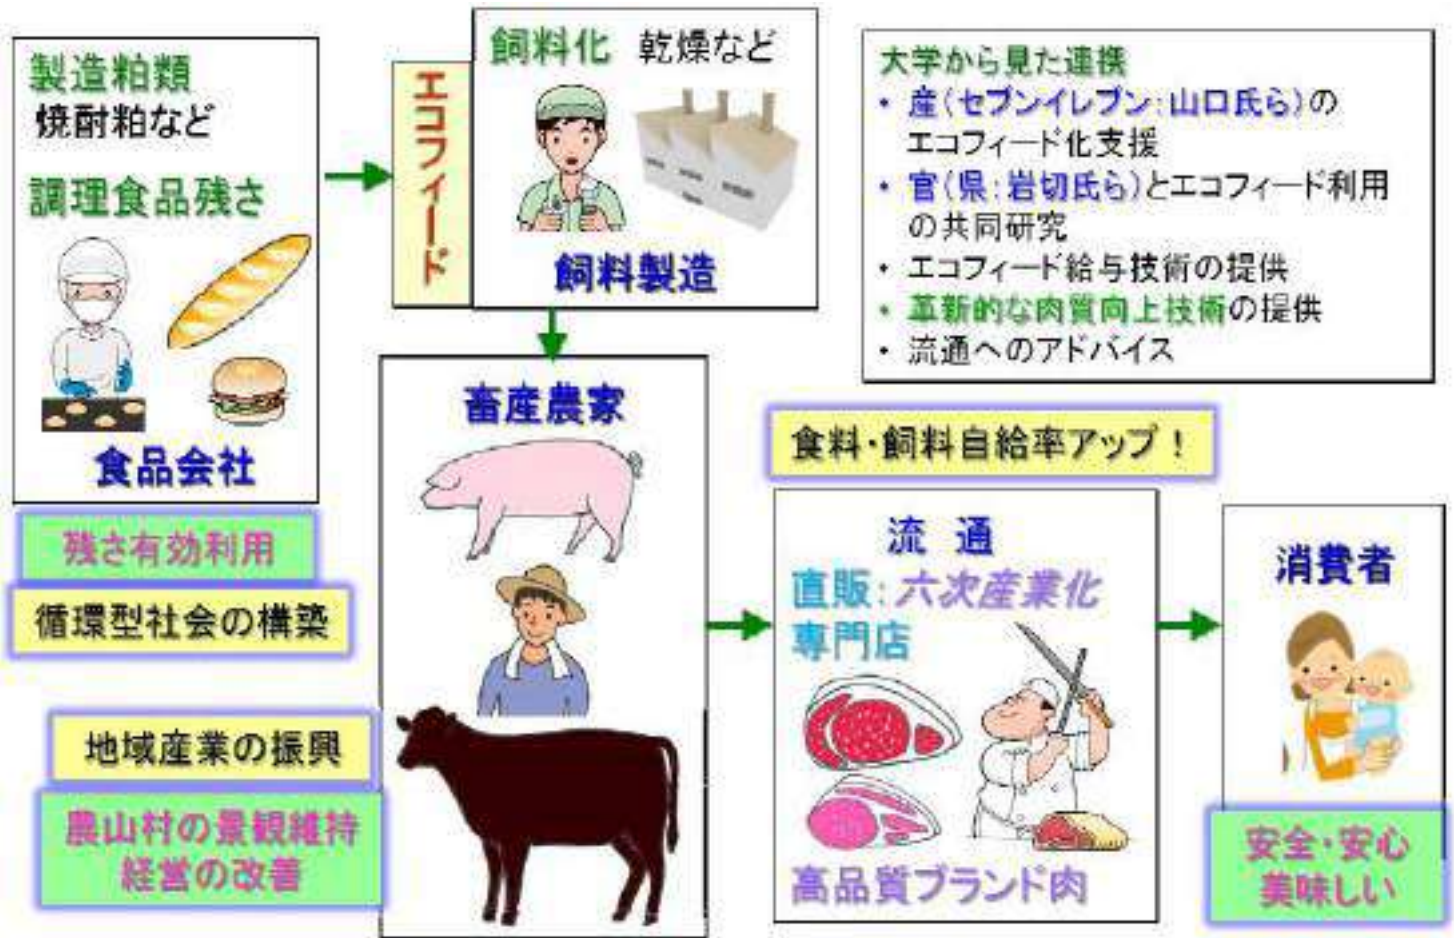 製造粕類
焼酎粕など
調理食品残さ
食品会社
残さ有効利用
循環型社会の構築
エコフィード
飼料化 乾燥など
飼料製造
大学から見た連携
・産(セブンイレブン:山口氏ら)の
エコフィード化支援
・官(県:岩切氏ら)とエコフィード利用
の共同研究
・エコフィード給与技術の提供
・革新的な肉質向上技術の提供
・流通へのアドバイス
畜産農家
地域産業の振興
農山村の景観維持
経営の改善
食料・飼料自給率アップ!
流 通
直販:六次産業化
専門店
高品質ブランド肉
消費者
安全・安心
美味しい